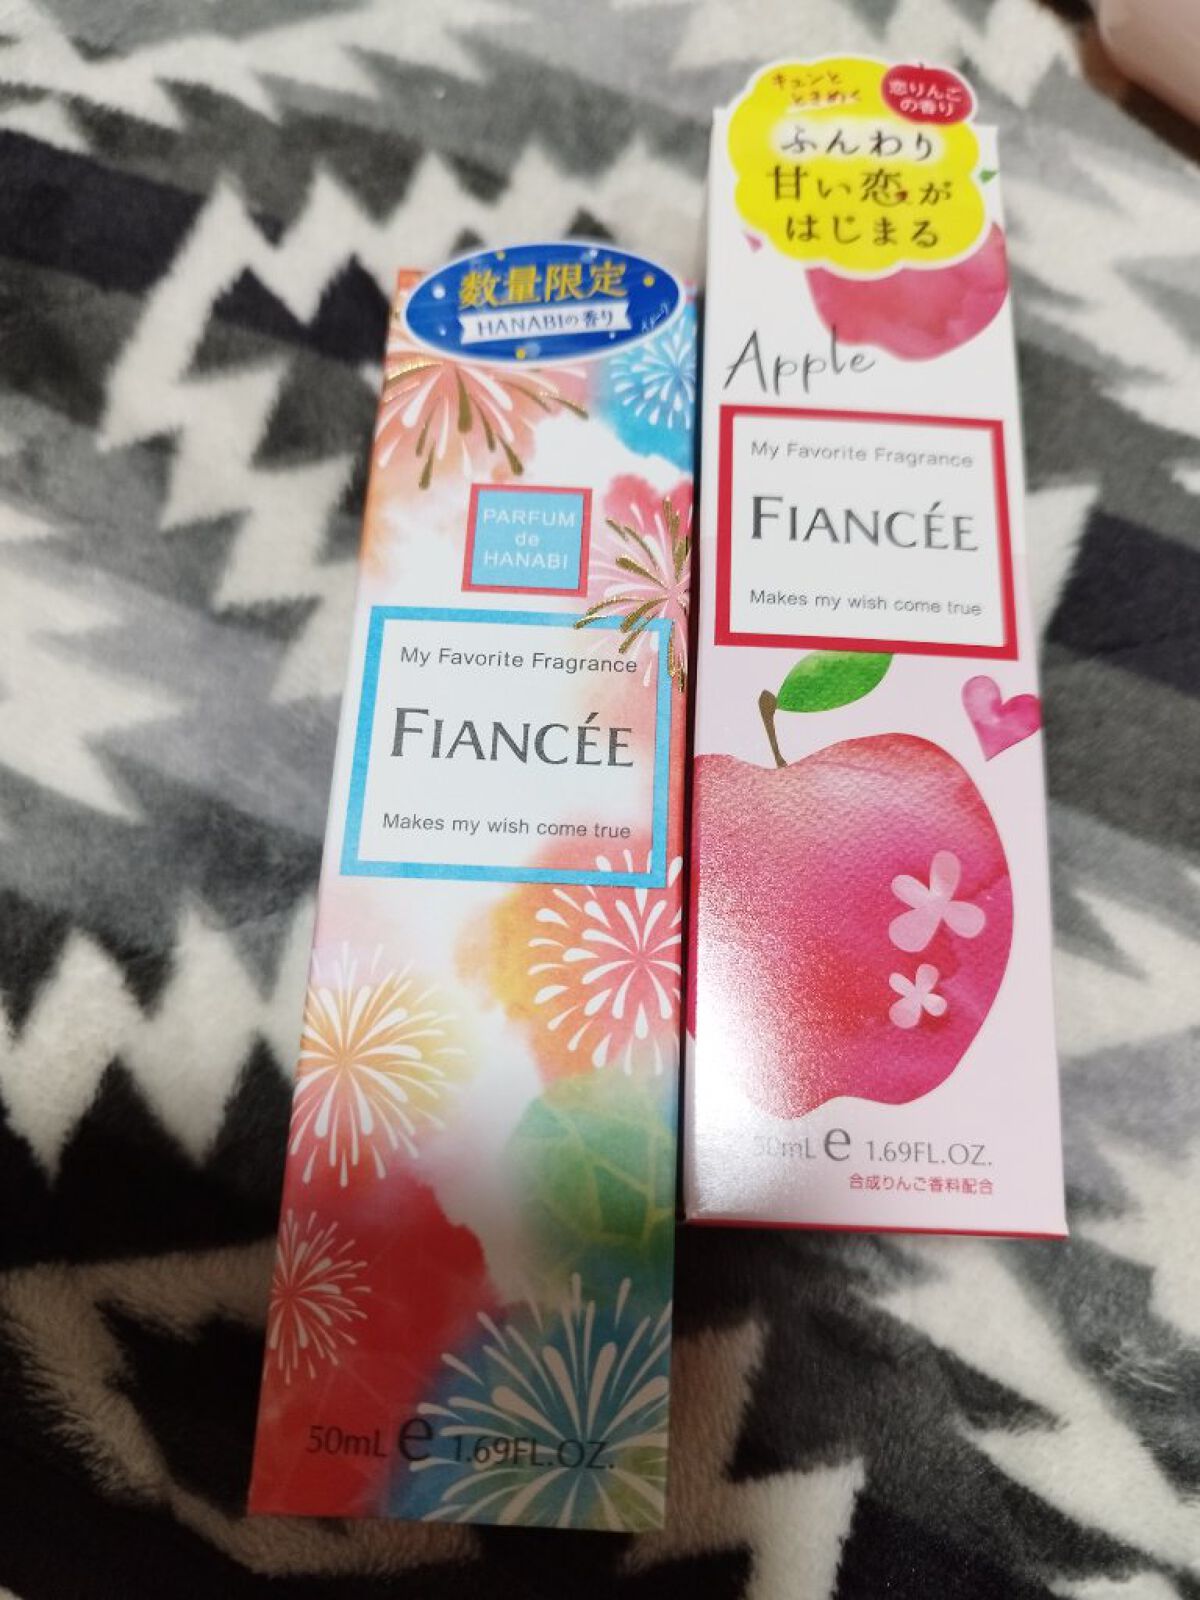 数量限定
HANABIの香り
PARFUM
de
HANABI
My Favorite Fragrance
FIANCÉE
Makes my wish come true
50mL e 1.69FL.OZ.
キュンと
ときめく
恋りんご
の香り
ふんわり
甘い恋が
はじまる
Apple
My Favorite Fragrance
FIANCÉE
Makes my wish come true
50mL e 1.69FL.OZ.
合成りんご香料配合